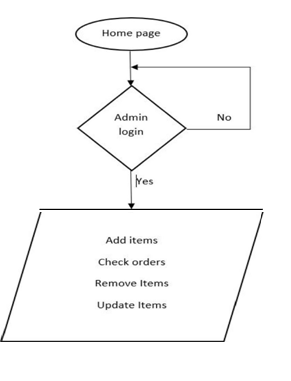 Home page
Admin
login
No
Yes
Add items
Check orders
Remove Items
Update Items